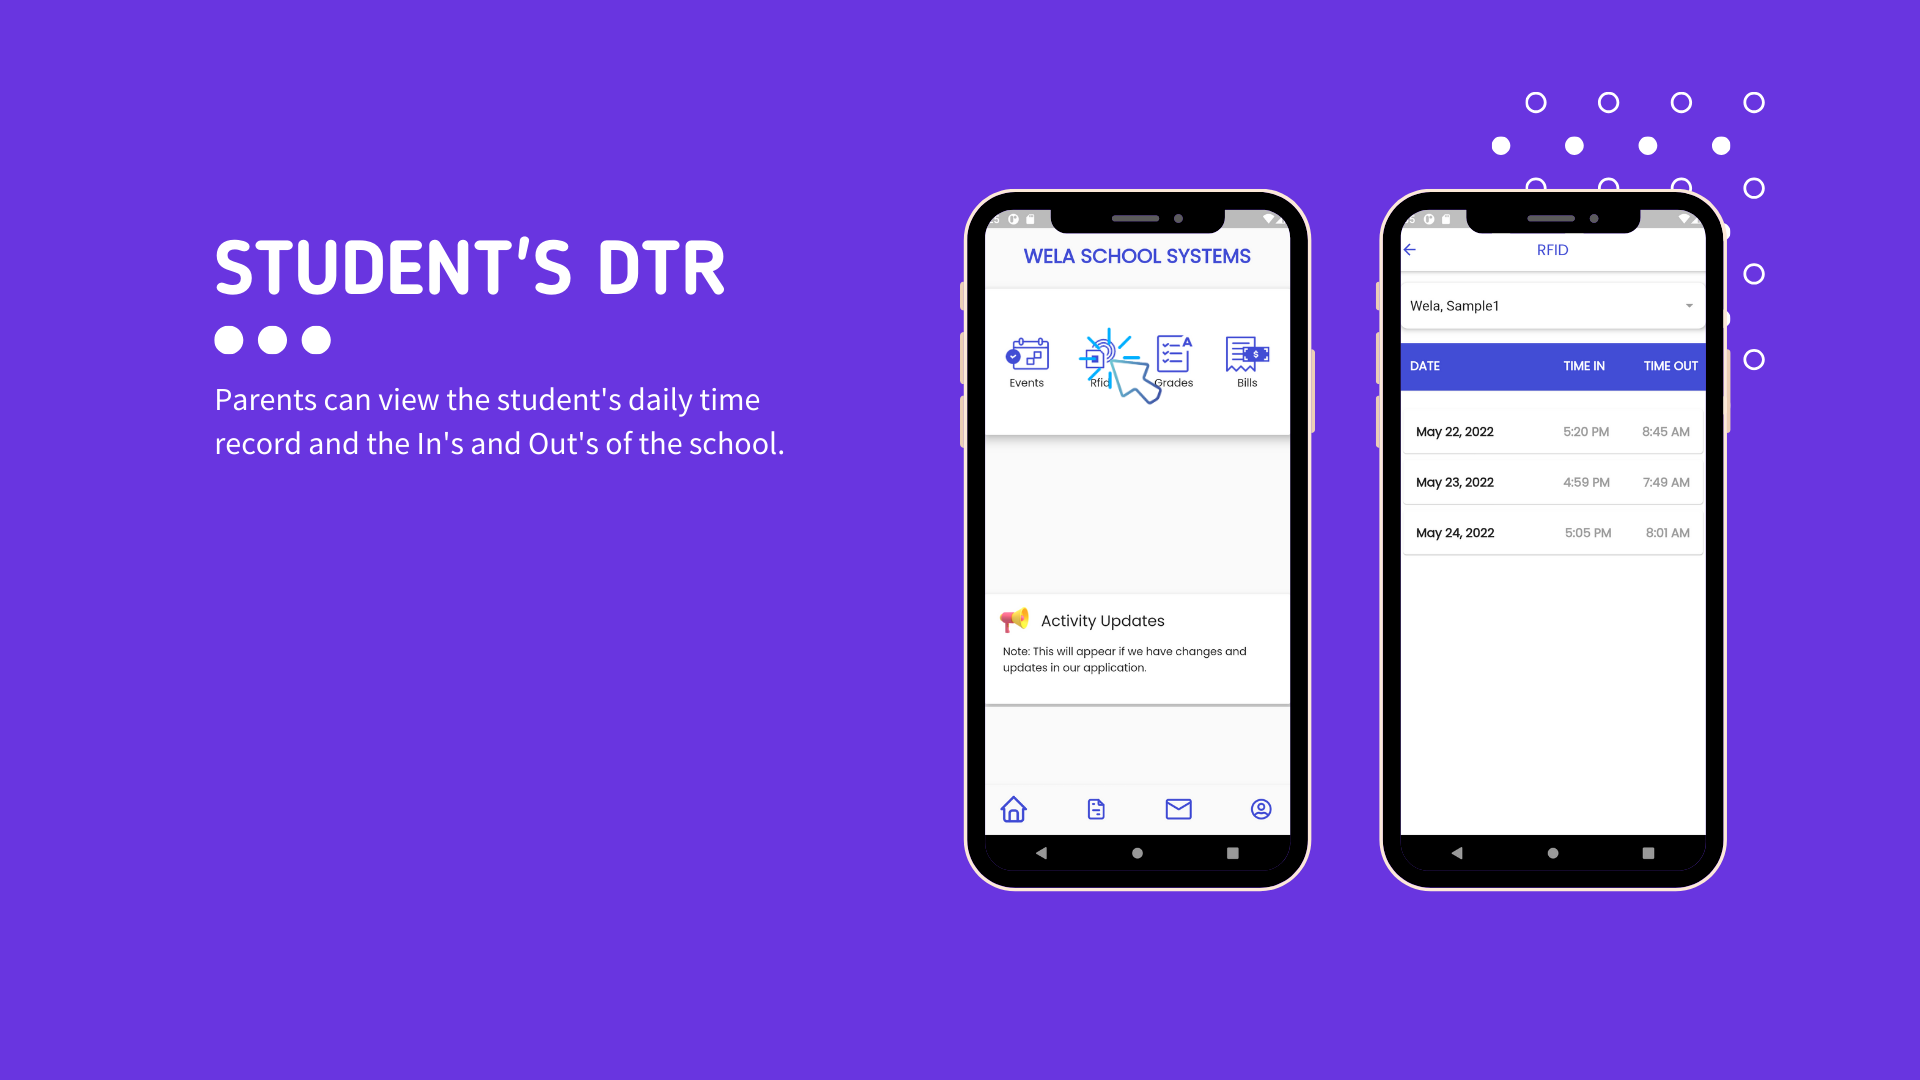 STUDENT'S DTR
Parents can view the student's daily time
record and the In's and Out's of the school.
WELA SCHOOL SYSTEMS
Events
Rfid
Grades
Bills
Activity Updates
Note: This will appear if we have changes and
updates in our application.
RFID
Wela, Sample1
DATE TIME IN TIME OUT
May 22, 2022 5:20 PM 8:45 AM
May 23, 2022 4:59 PM 7:49 AM
May 24, 2022 5:05 PM 8:01 AM